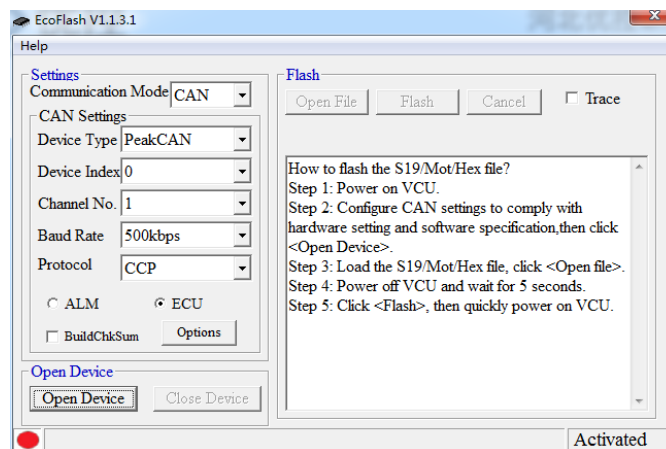 EcoFlash V1.1.3.1
Help
Settings
Communication Mode CAN
CAN Settings
Device Type PeakCAN
Device Index 0
Channel No. 1
Baud Rate 500kbps
Protocol CCP
ALM ECU
BuildChkSum Options
Open Device
Open Device Close Device
Flash
Open File Flash Cancel Trace
How to flash the S19/Mot/Hex file?
Step 1: Power on VCU.
Step 2: Configure CAN settings to comply with
hardware setting and software specification,then click
<Open Device>.
Step 3: Load the S19/Mot/Hex file, click <Open file>.
Step 4: Power off VCU and wait for 5 seconds.
Step 5: Click <Flash>, then quickly power on VCU.
Activated